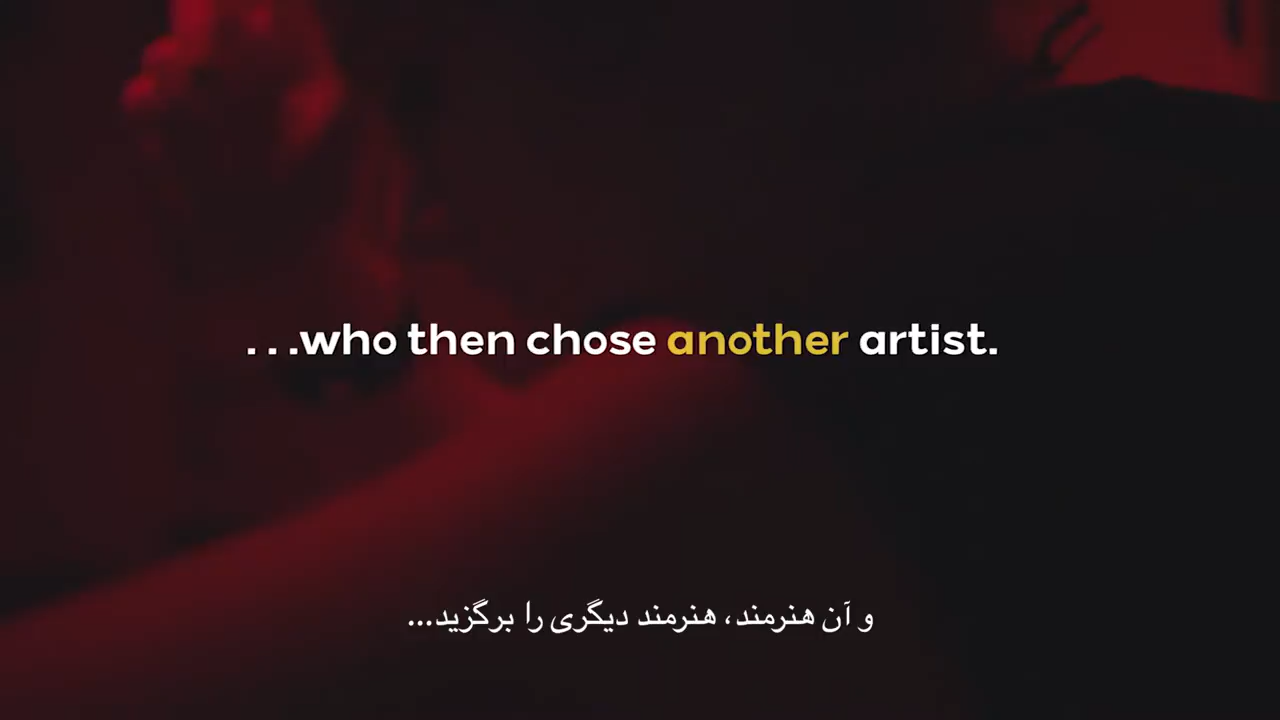 ...who then chose another artist.
و آن هنرمند، هنرمند دیگری را برگزید...